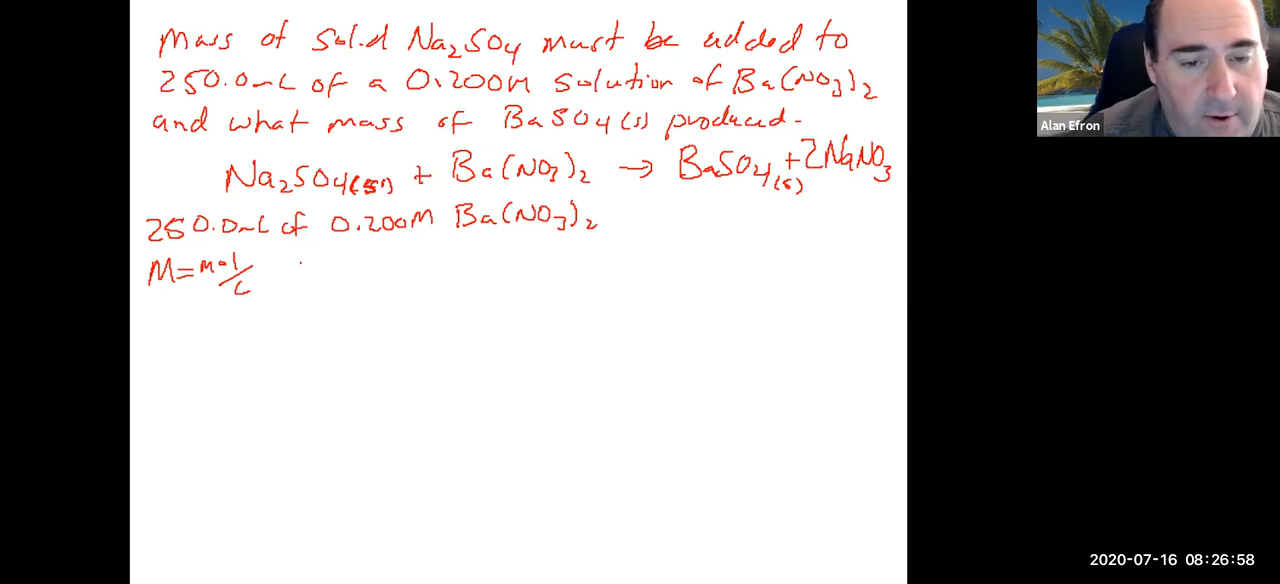 Mass of solid Na₂SO₄ must be added to
250.0mL of a 0.200M solution of Ba(NO₃)₂
and what mass of BaSO₄(s) produced.
Na₂SO₄(s) + Ba(NO₃)₂ → BaSO₄(s) + 2NaNO₃
250.0mL of 0.200M Ba(NO₃)₂
M=mol/L
Alan Efron
2020-07-16 08:26:58